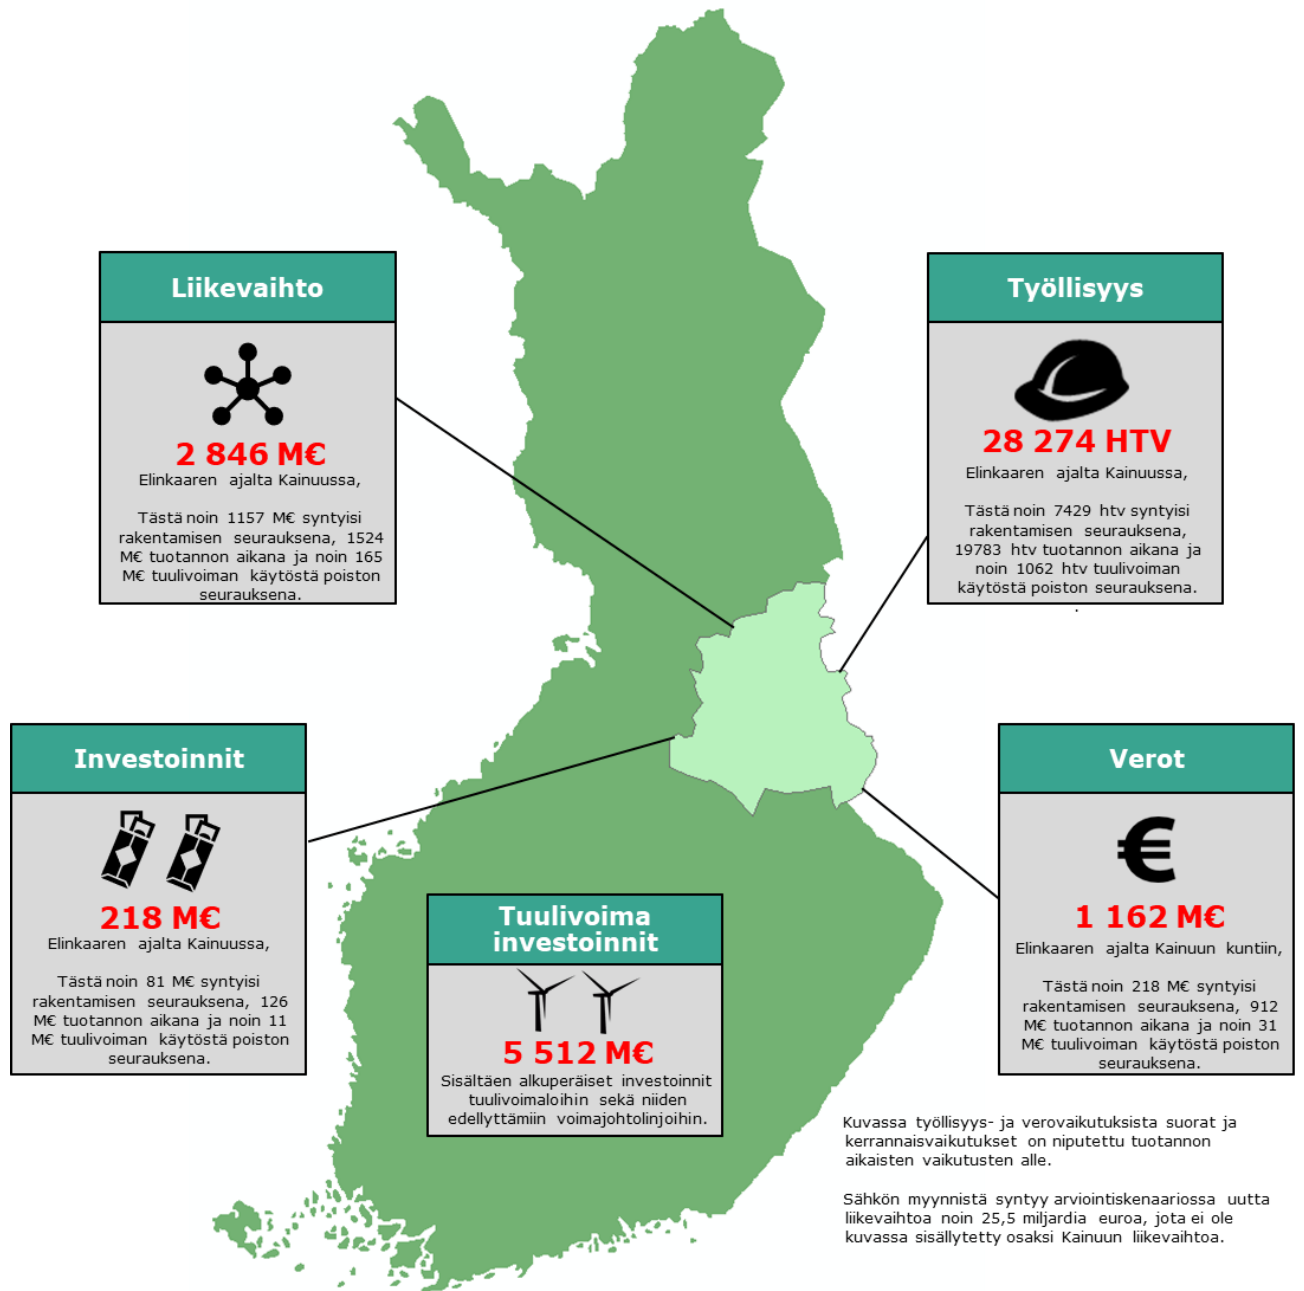 Liikevaihto
2 846 M€
Elinkaaren ajalta Kainuussa,
Tästä noin 1157 M€ syntyisi
rakentamisen seurauksena, 1524
M€ tuotannon aikana ja noin 165
M€ tuulivoiman käytöstä poiston
seurauksena.
Työllisyys
28 274 HTV
Elinkaaren ajalta Kainuussa,
Tästä noin 7429 htv syntyisi
rakentamisen seurauksena,
19783 htv tuotannon aikana ja
noin 1062 htv tuulivoiman
käytöstä poiston seurauksena.
.
Investoinnit
218 M€
Elinkaaren ajalta Kainuussa,
Tästä noin 81 M€ syntyisi
rakentamisen seurauksena, 126
M€ tuotannon aikana ja noin 11
M€ tuulivoiman käytöstä poiston
seurauksena.
Tuulivoima
investoinnit
5 512 M€
Sisältäen alkuperäiset investoinnit
tuulivoimaloihin sekä niiden
edellyttämiin voimajohtolinjoihin.
Verot
€
1 162 M€
Elinkaaren ajalta Kainuun kuntiin,
Tästä noin 218 M€ syntyisi
rakentamisen seurauksena, 912
M€ tuotannon aikana ja noin 31
M€ tuulivoiman käytöstä poiston
seurauksena.
Kuvassa työllisyys- ja verovaikutuksista suorat ja
kerrannaisvaikutukset on niputettu tuotannon
aikaisten vaikutusten alle.
Sähkön myynnistä syntyy arviointiskenaariossa uutta
liikevaihtoa noin 25,5 miljardia euroa, jota ei ole
kuvassa sisällytetty osaksi Kainuun liikevaihtoa.